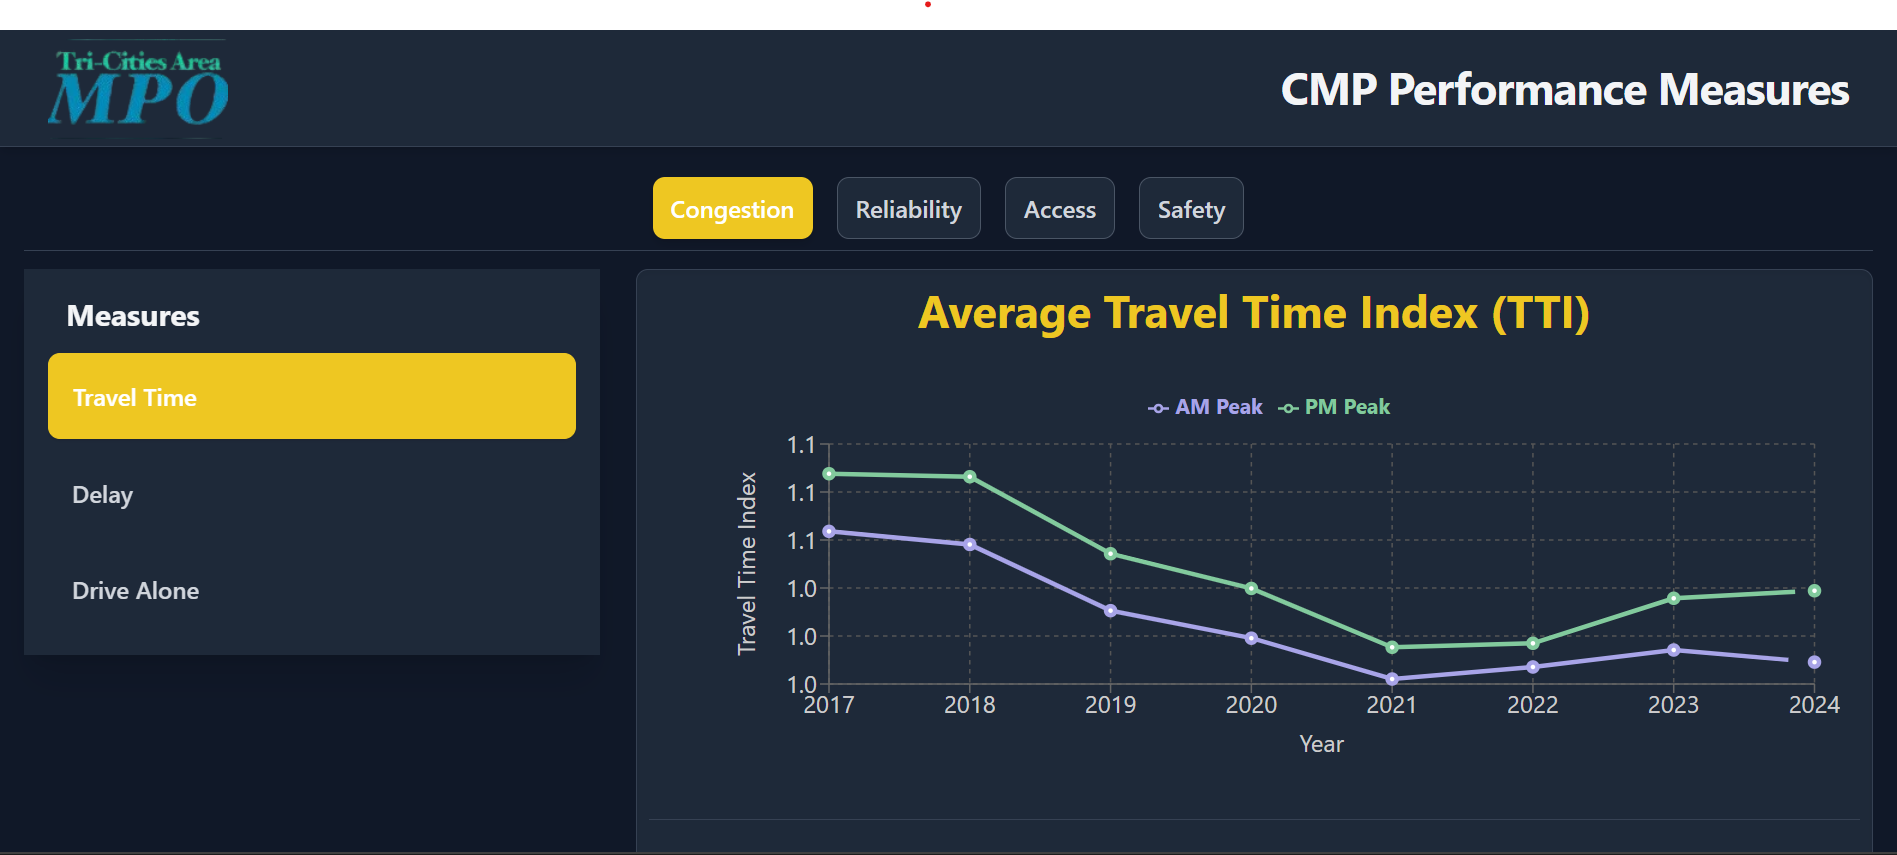 Tri-Cities Area
MPO
CMP Performance Measures
Congestion
Reliability
Access
Safety
Measures
Travel Time
Delay
Drive Alone
Average Travel Time Index (TTI)
AM Peak
PM Peak
Travel Time Index
1.1
1.1
1.1
1.0
1.0
1.0
2017
2018
2019
2020
2021
2022
2023
2024
Year